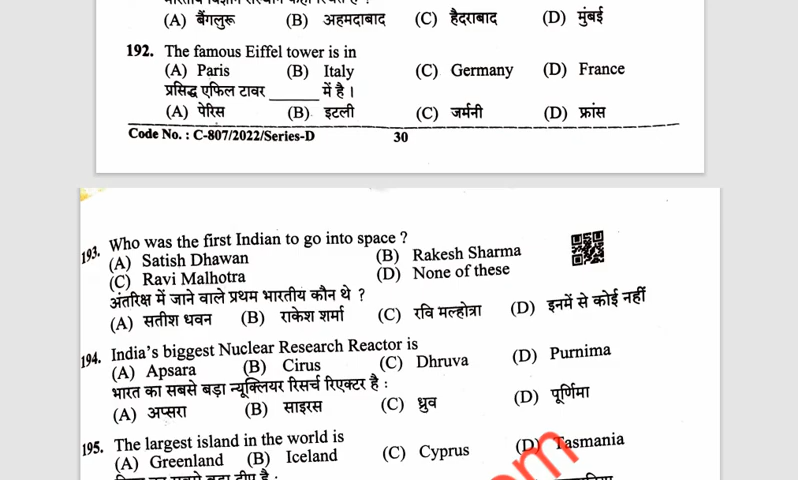 (A) बैंगलुरू (B) अहमदाबाद (C) हैदराबाद (D) मुंबई
192. The famous Eiffel tower is in
(A) Paris (B) Italy (C) Germany (D) France
प्रसिद्ध एफिल टावर ______ में है ।
(A) पेरिस (B) इटली (C) जर्मनी (D) फ्रांस
Code No. : C-807/2022/Series-D 30
193. Who was the first Indian to go into space ?
(A) Satish Dhawan (B) Rakesh Sharma
(C) Ravi Malhotra (D) None of these
अंतरिक्ष में जाने वाले प्रथम भारतीय कौन थे ?
(A) सतीश धवन (B) राकेश शर्मा (C) रवि मल्होत्रा (D) इनमें से कोई नहीं
194. India's biggest Nuclear Research Reactor is
(A) Apsara (B) Cirus (C) Dhruva (D) Purnima
भारत का सबसे बड़ा न्यूक्लियर रिसर्च रिएक्टर है :
(A) अप्सरा (B) साइरस (C) ध्रुव (D) पूर्णिमा
195. The largest island in the world is
(A) Greenland (B) Iceland (C) Cyprus (D) Tasmania
om